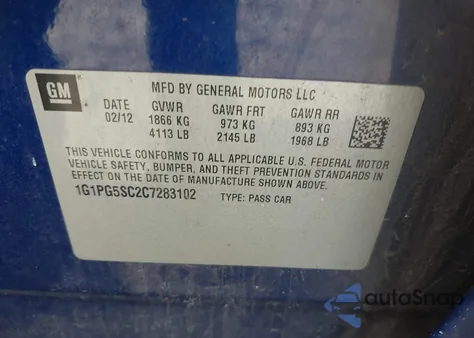 GM
MFD BY GENERAL MOTORS LLC
DATE GVWR GAWR FRT GAWR RR
02/12 1866 KG 973 KG 893 KG
4113 LB 2145 LB 1968 LB
THIS VEHICLE CONFORMS TO ALL APPLICABLE U.S. FEDERAL MOTOR
VEHICLE SAFETY, BUMPER, AND THEFT PREVENTION STANDARDS IN
EFFECT ON THE DATE OF MANUFACTURE SHOWN ABOVE.
1G1PG5SC2C7283102 TYPE: PASS CAR
autoSnap